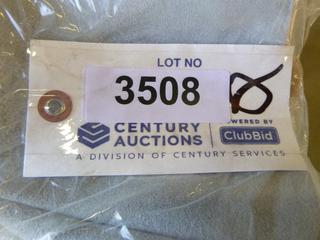 LOT NO
3508
CENTURY
AUCTIONS
POWERED BY
ClubBid
A DIVISION OF CENTURY SERVICES